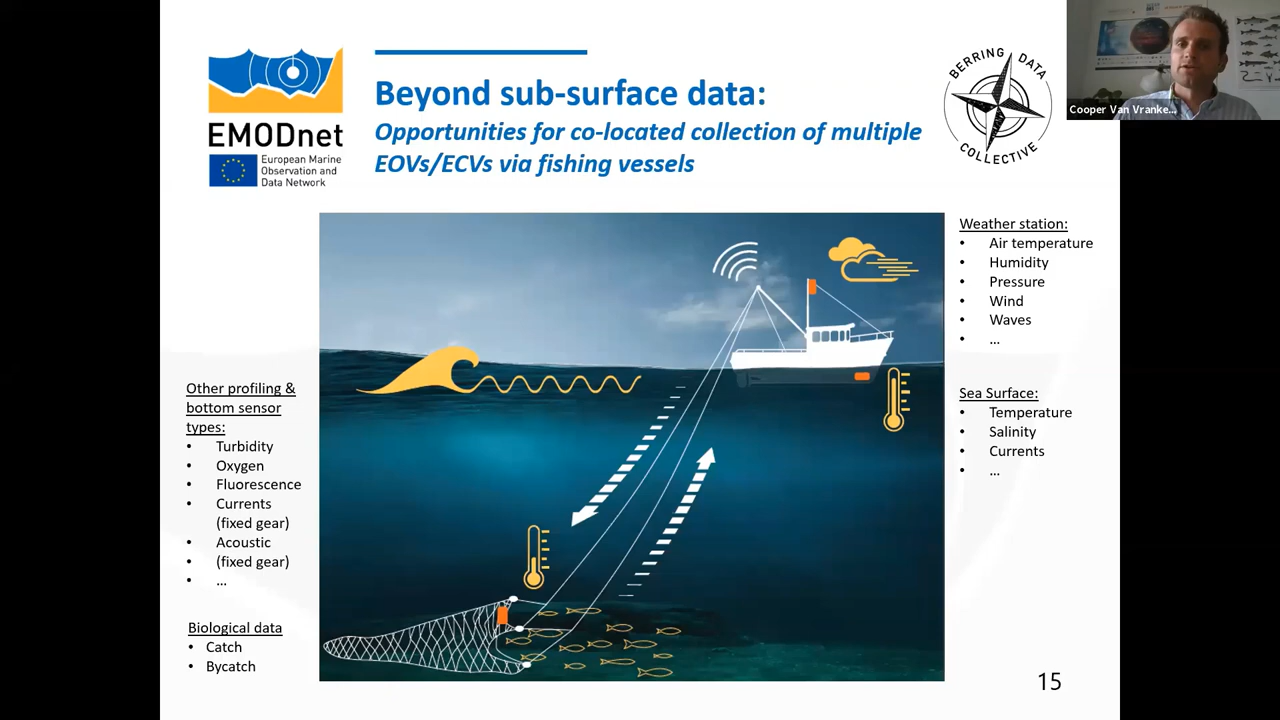 EMODnet
European Marine
Observation and
Data Network
Beyond sub-surface data:
Opportunities for co-located collection of multiple
EOVs/ECVs via fishing vessels
BERRING DATA
COLLECTIVE
Cooper Van Vranke...
Weather station:
• Air temperature
• Humidity
• Pressure
• Wind
• Waves
• ...
Sea Surface:
• Temperature
• Salinity
• Currents
• ...
Other profiling &
bottom sensor
types:
• Turbidity
• Oxygen
• Fluorescence
• Currents
(fixed gear)
• Acoustic
• (fixed gear)
• ...
Biological data
• Catch
• Bycatch
15